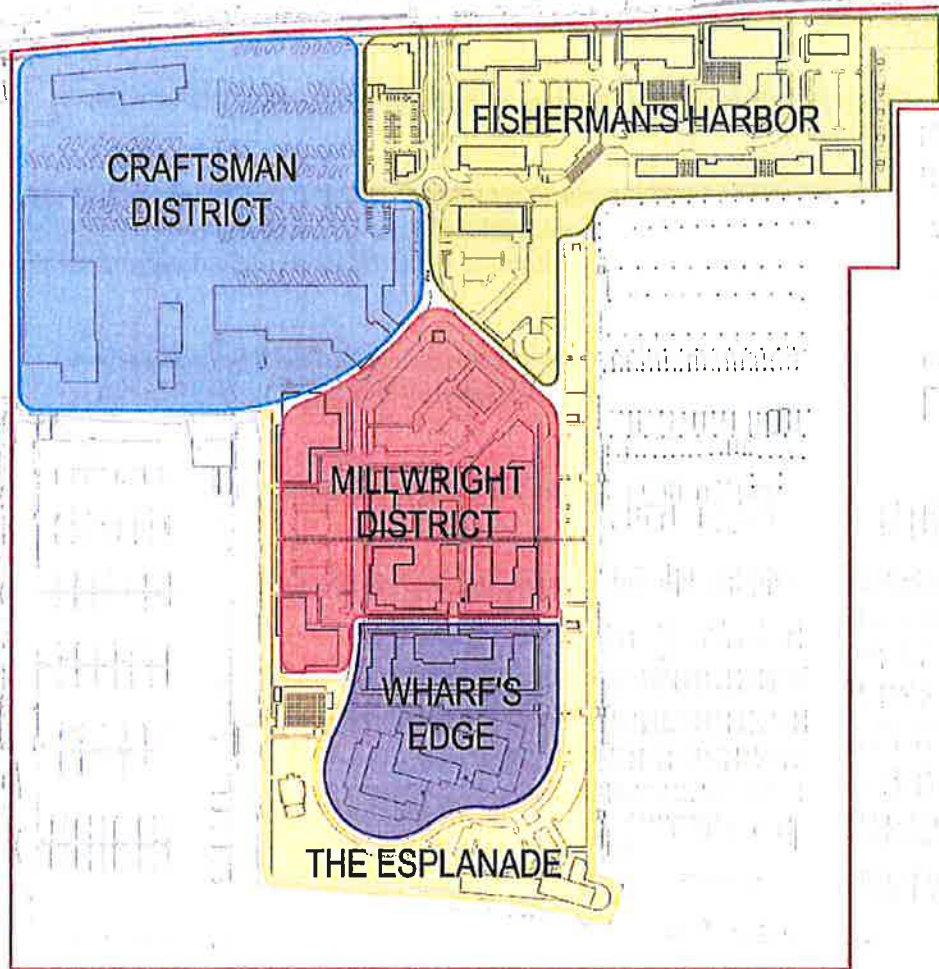 FISHERMAN'S HARBOR
CRAFTSMAN
DISTRICT
MILLWRIGHT
DISTRICT
WHARF'S
EDGE
THE ESPLANADE